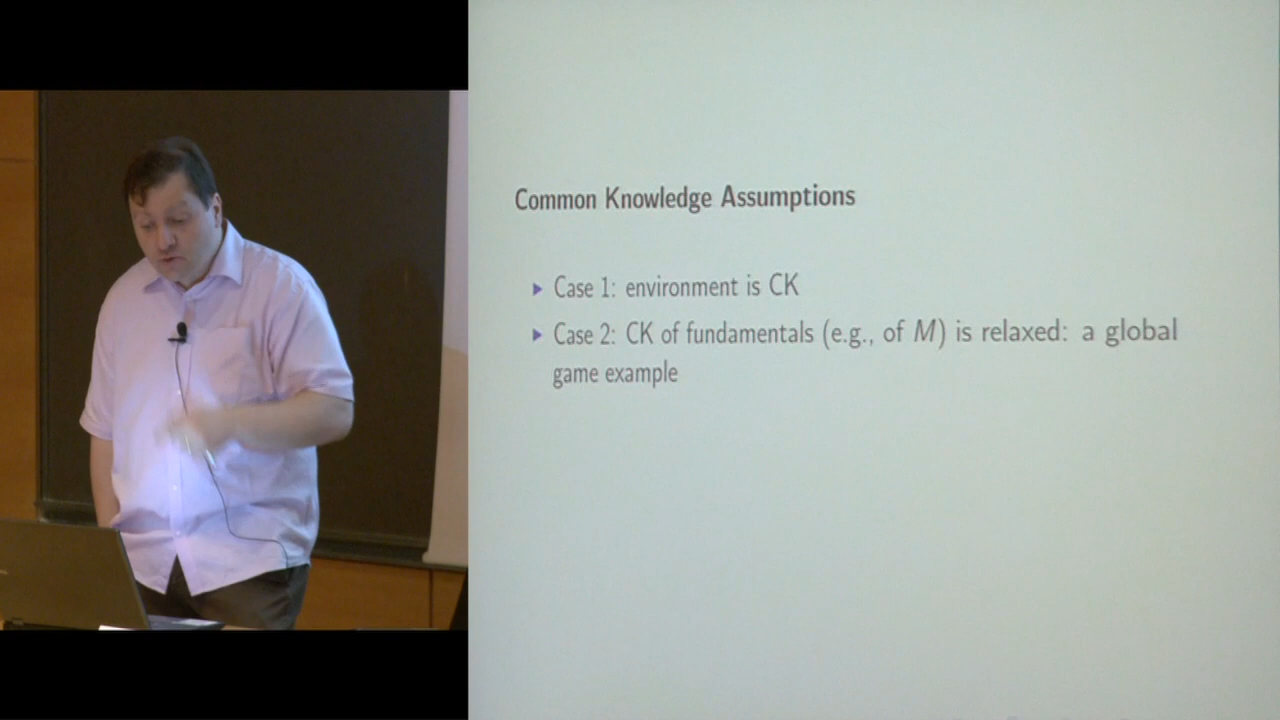 Common Knowledge Assumptions
▶ Case 1: environment is CK
▶ Case 2: CK of fundamentals (e.g., of M) is relaxed: a global
game example